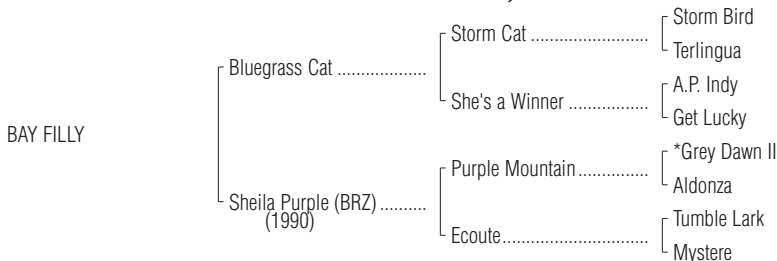 Storm Bird
Storm Cat ..........................
Terlingua
Bluegrass Cat ...................
A.P. Indy
She's a Winner .................
Get Lucky
BAY FILLY
*Grey Dawn II
Purple Mountain ...............
Aldonza
Sheila Purple (BRZ) ..........
(1990)
Tumble Lark
Ecoute...............................
Mystere